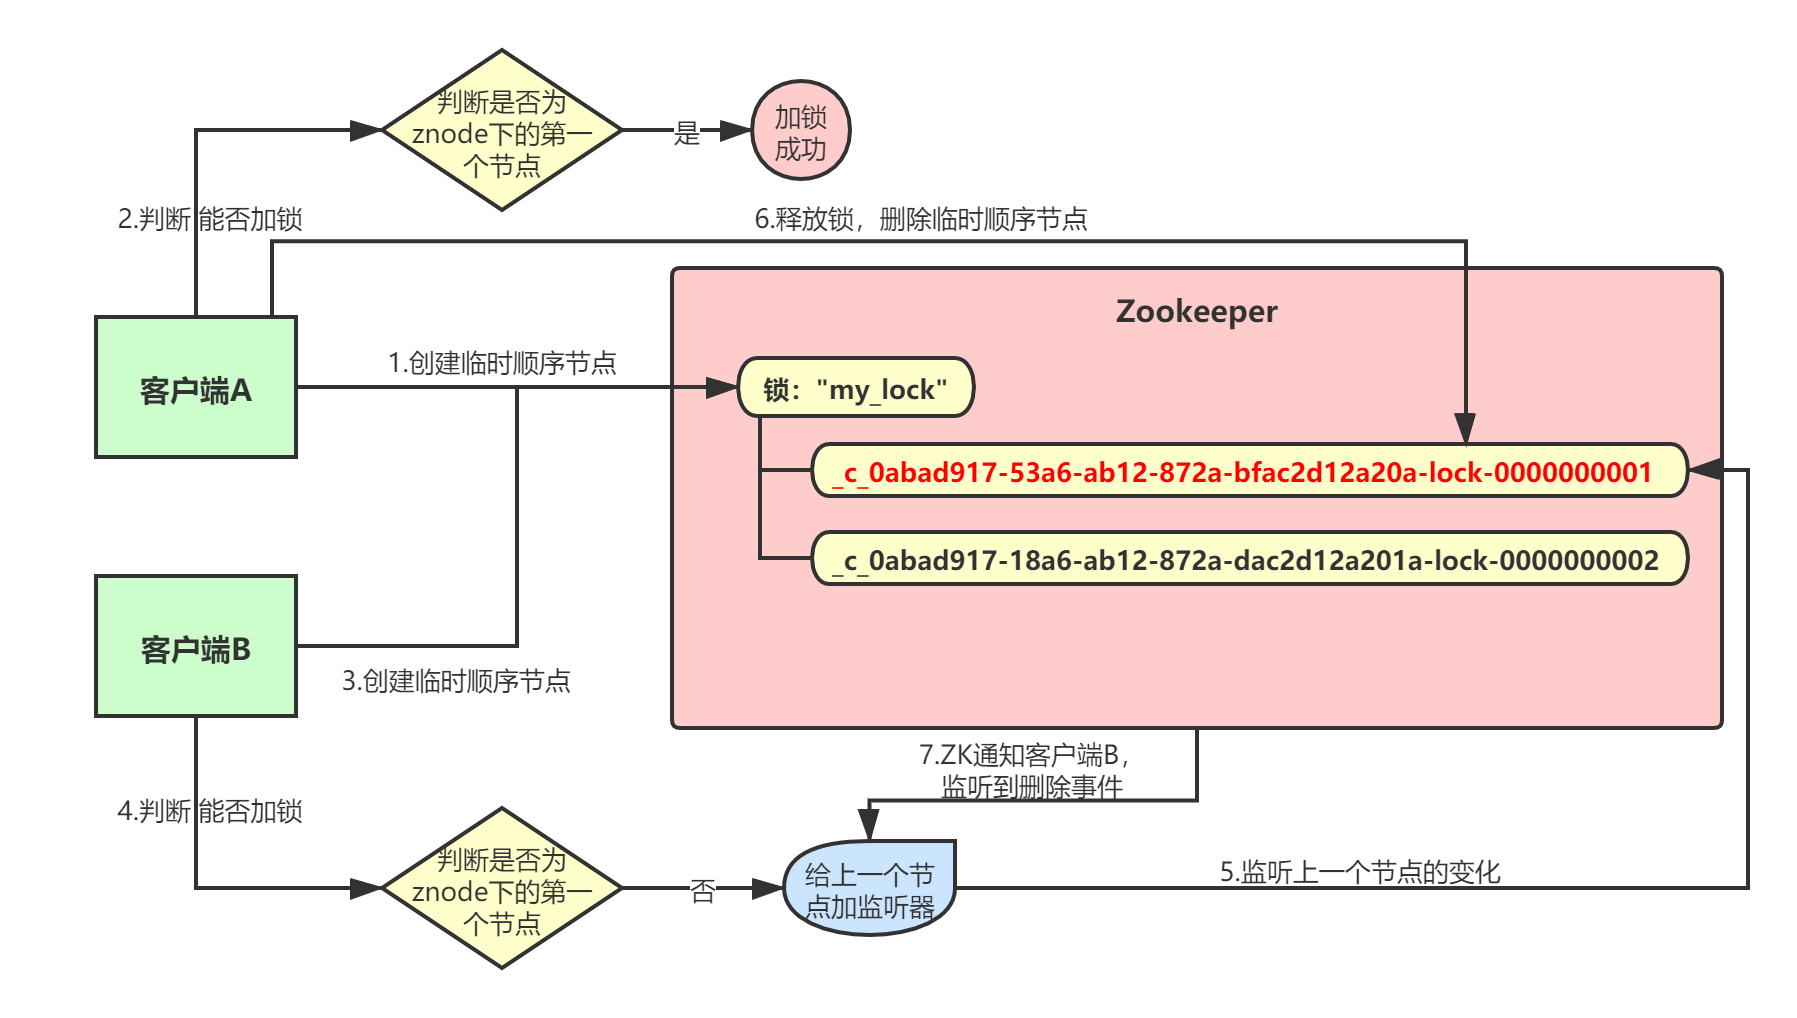 判断是否为
znode下的第一
个节点
是
加锁
成功
2.判断 能否加锁
6.释放锁，删除临时顺序节点
Zookeeper
客户端A
1.创建临时顺序节点
锁："my_lock"
_c_0abad917-53a6-ab12-872a-bfac2d12a20a-lock-0000000001
_c_0abad917-18a6-ab12-872a-dac2d12a201a-lock-0000000002
客户端B
3.创建临时顺序节点
7.ZK通知客户端B，
监听到删除事件
4.判断 能否加锁
判断是否为
znode下的第一
个节点
否
给上一个节
点加监听器
5.监听上一个节点的变化